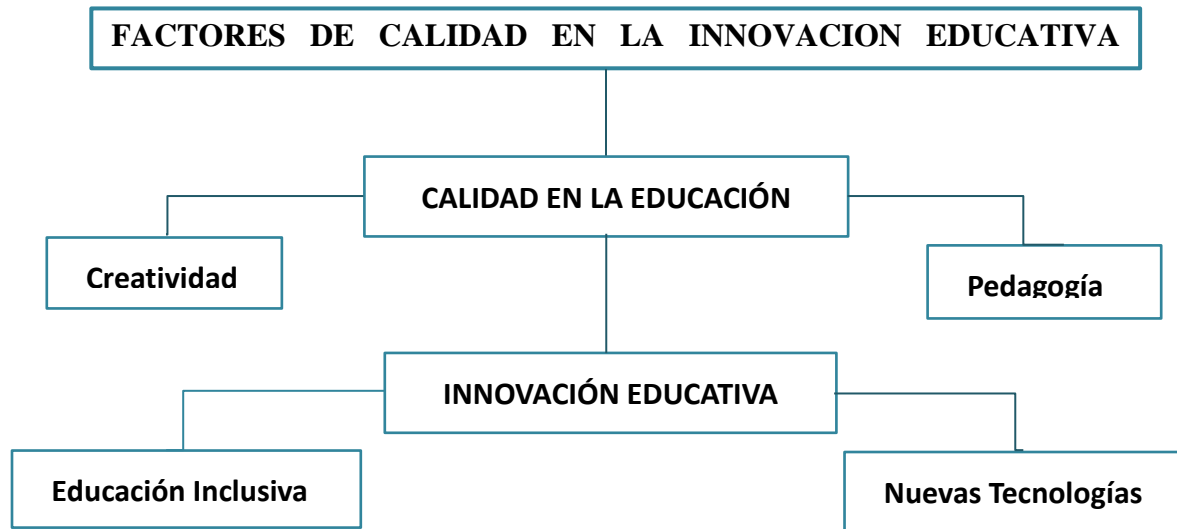 FACTORES DE CALIDAD EN LA INNOVACION EDUCATIVA
CALIDAD EN LA EDUCACIÓN
Creatividad
Pedagogía
INNOVACIÓN EDUCATIVA
Educación Inclusiva
Nuevas Tecnologías